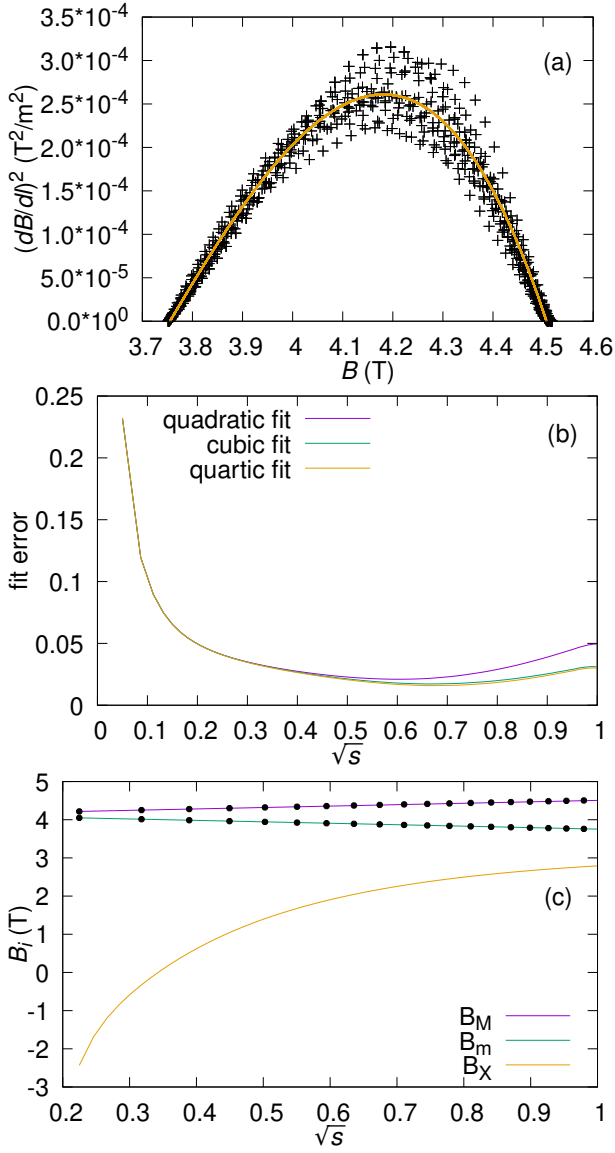 3.5*10⁻⁴
3.0*10⁻⁴
2.5*10⁻⁴
2.0*10⁻⁴
1.5*10⁻⁴
1.0*10⁻⁴
5.0*10⁻⁵
0.0*10⁰
(dB/dl)² (T²/m²)
(a)
3.7 3.8 3.9 4 4.1 4.2 4.3 4.4 4.5 4.6
B (T)
0.25
0.2
0.15
0.1
0.05
0
fit error
quadratic fit
cubic fit
quartic fit
(b)
0 0.1 0.2 0.3 0.4 0.5 0.6 0.7 0.8 0.9 1
√s
5
4
3
2
1
0
-1
-2
-3
B_i (T)
(c)
B_M
B_m
B_X
0.2 0.3 0.4 0.5 0.6 0.7 0.8 0.9 1
√s